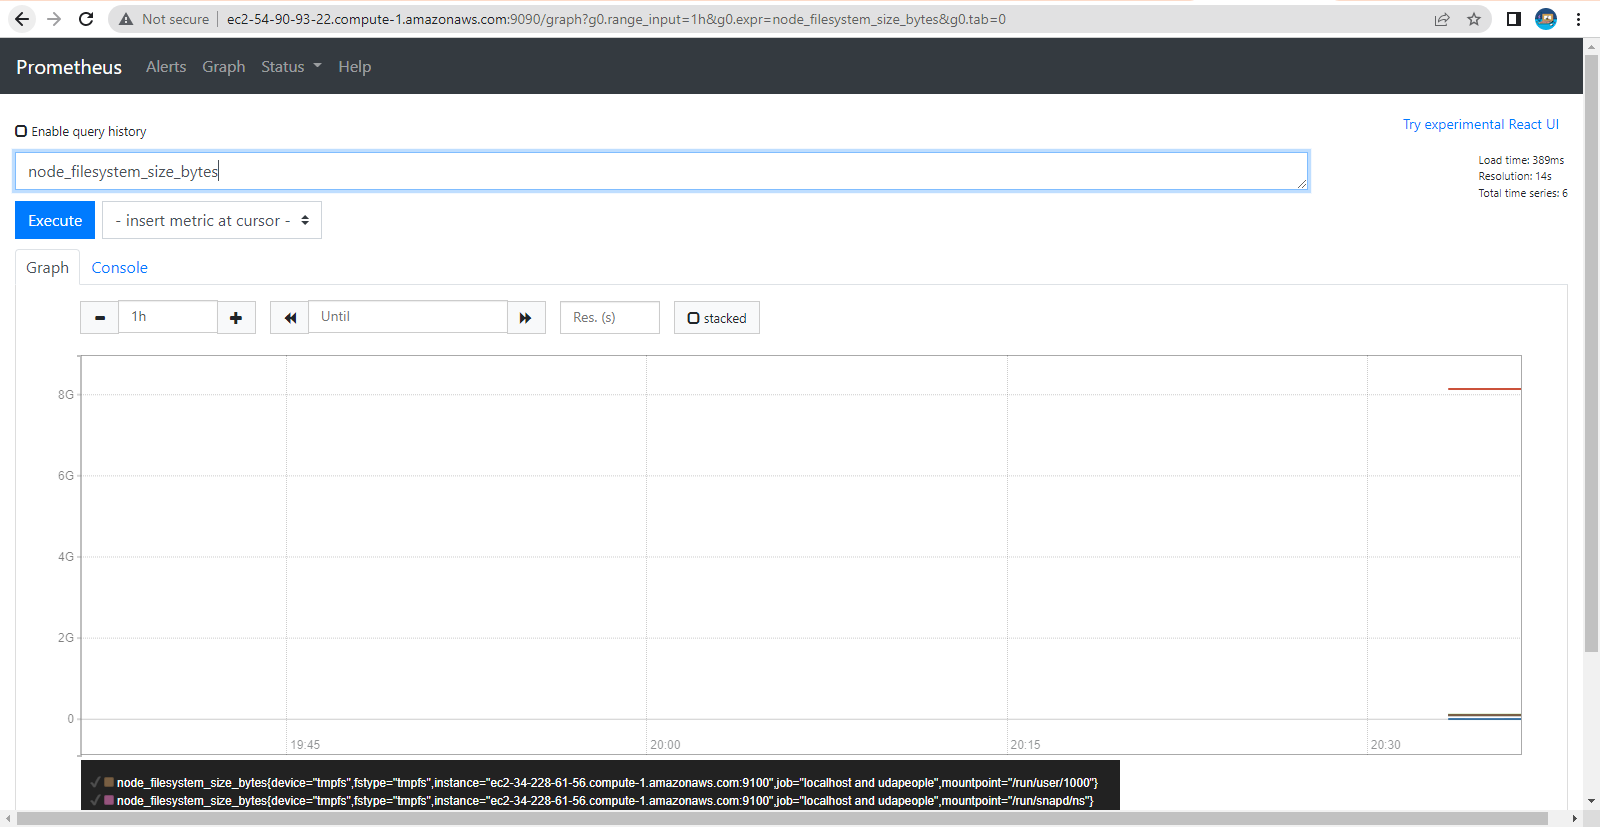 Not secure
ec2-54-90-93-22.compute-1.amazonaws.com:9090/graph?g0.range_input=1h&g0.expr=node_filesystem_size_bytes&g0.tab=0
Prometheus Alerts Graph Status Help
Enable query history
Try experimental React UI
node_filesystem_size_bytes
Load time: 389ms
Resolution: 14s
Total time series: 6
Execute
- insert metric at cursor -
Graph Console
1h
Until
Res. (s)
stacked
8G
6G
4G
2G
0
19:45 20:00 20:15 20:30
node_filesystem_size_bytes{device="tmpfs",fstype="tmpfs",instance="ec2-34-228-61-56.compute-1.amazonaws.com:9100",job="localhost and udapeople",mountpoint="/run/user/1000"}
node_filesystem_size_bytes{device="tmpfs",fstype="tmpfs",instance="ec2-34-228-61-56.compute-1.amazonaws.com:9100",job="localhost and udapeople",mountpoint="/run/snapd/ns"}